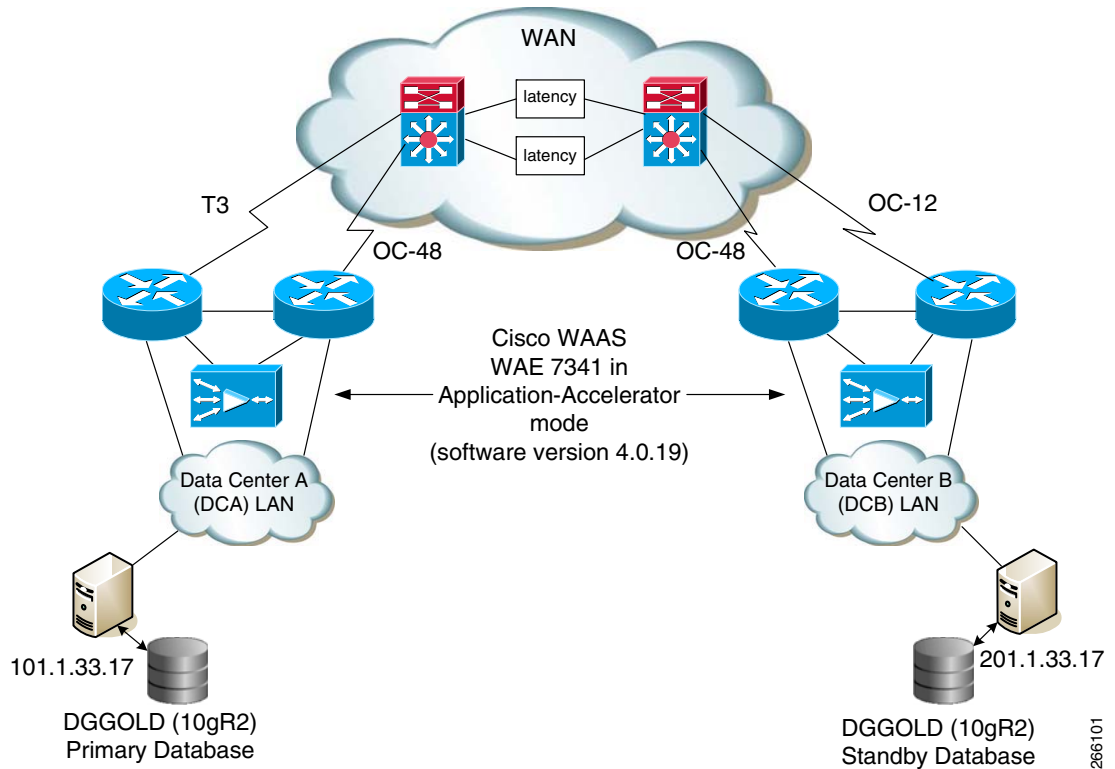 WAN
latency
latency
T3
OC-48
OC-48
OC-12
Cisco WAAS
WAE 7341 in
Application-Accelerator
mode
(software version 4.0.19)
Data Center A
(DCA) LAN
Data Center B
(DCB) LAN
101.1.33.17
201.1.33.17
DGGOLD (10gR2)
Primary Database
DGGOLD (10gR2)
Standby Database
266101